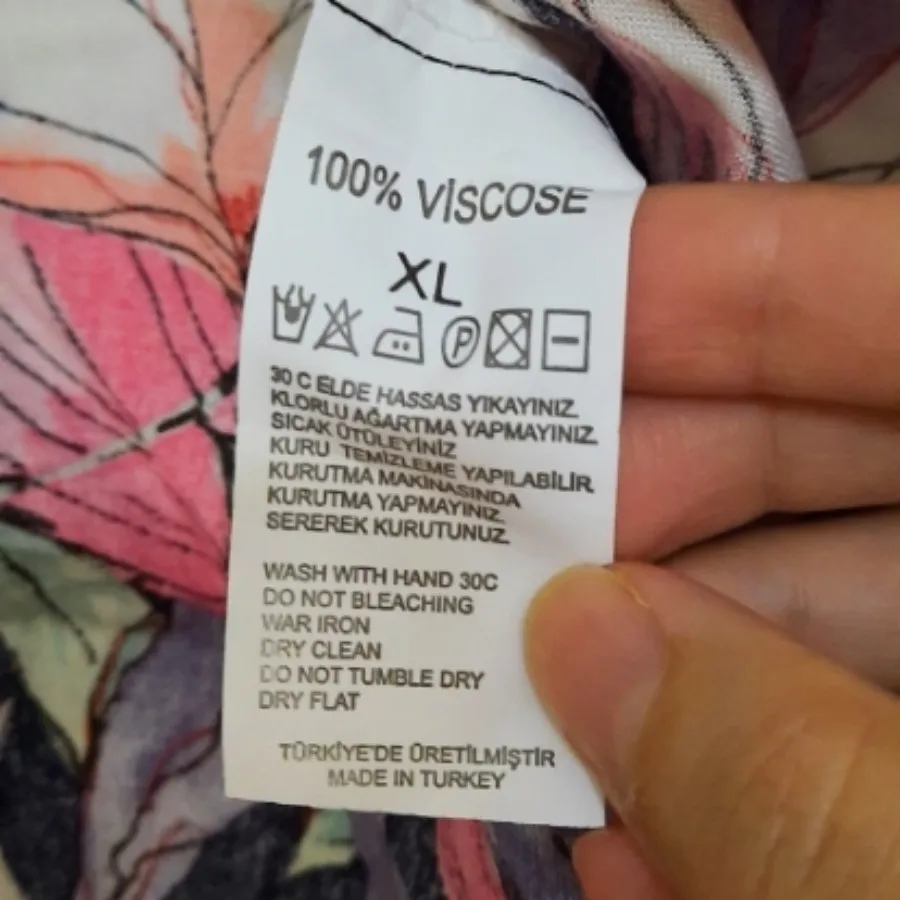 100% VİSCOSE
XL
P
30 C ELDE HASSAS YIKAYINIZ.
KLORLU AĞARTMA YAPMAYINIZ.
SICAK ÜTÜLEYİNİZ
KURU TEMİZLEME YAPILABİLİR.
KURUTMA MAKİNASINDA
KURUTMA YAPMAYINIZ.
SEREREK KURUTUNUZ.
WASH WITH HAND 30C
DO NOT BLEACHING
WAR IRON
DRY CLEAN
DO NOT TUMBLE DRY
DRY FLAT
TÜRKİYE'DE ÜRETİLMİŞTİR
MADE IN TURKEY